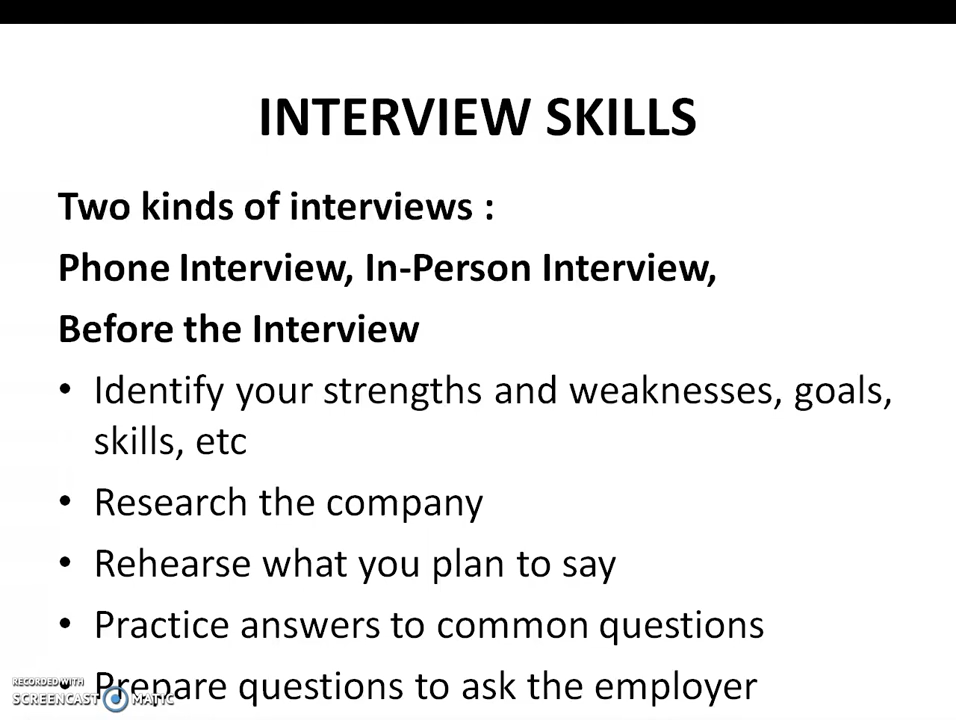 INTERVIEW SKILLS
Two kinds of interviews :
Phone Interview, In-Person Interview,
Before the Interview
• Identify your strengths and weaknesses, goals,
skills, etc
• Research the company
• Rehearse what you plan to say
• Practice answers to common questions
• Prepare questions to ask the employer
RECORDED WITH
SCREENCAST MATIC